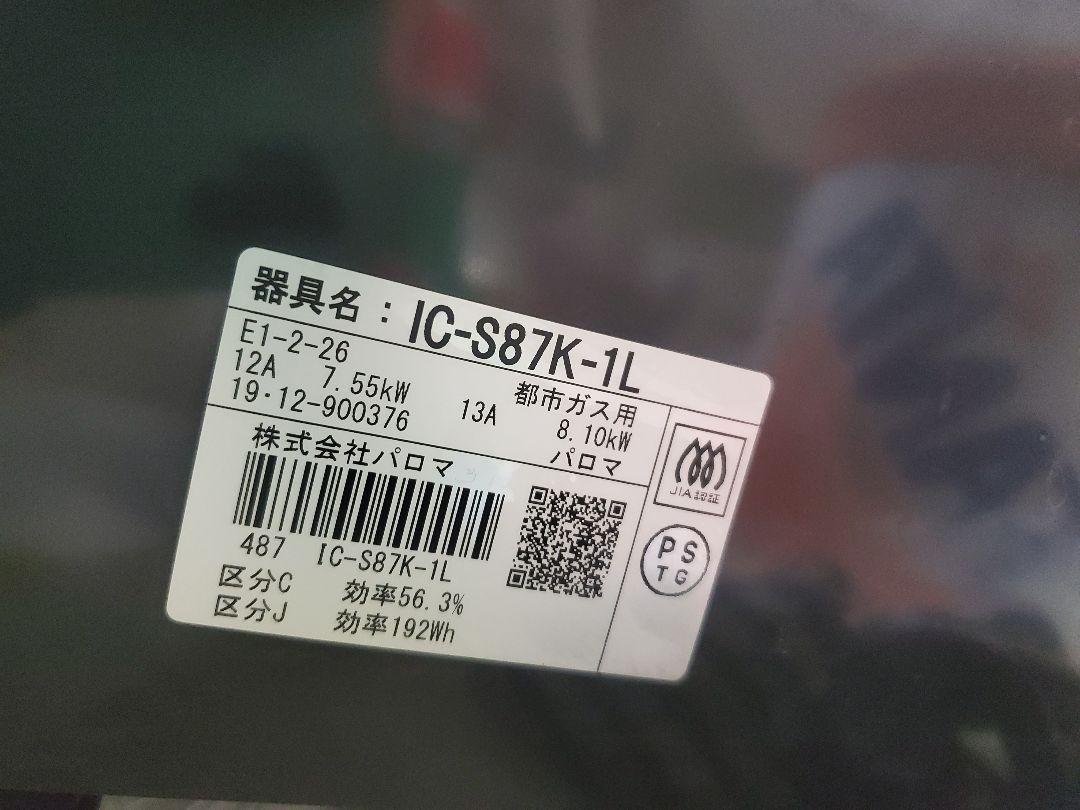 器具名：IC-S87K-1L
E1-2-26 都市ガス用
12A 7.55kW 13A 8.10kW
19・12-900376 パロマ
JIA認証
株式会社パロマ
PS
TG
487 IC-S87K-1L
区分C 効率56.3%
区分J 効率192Wh